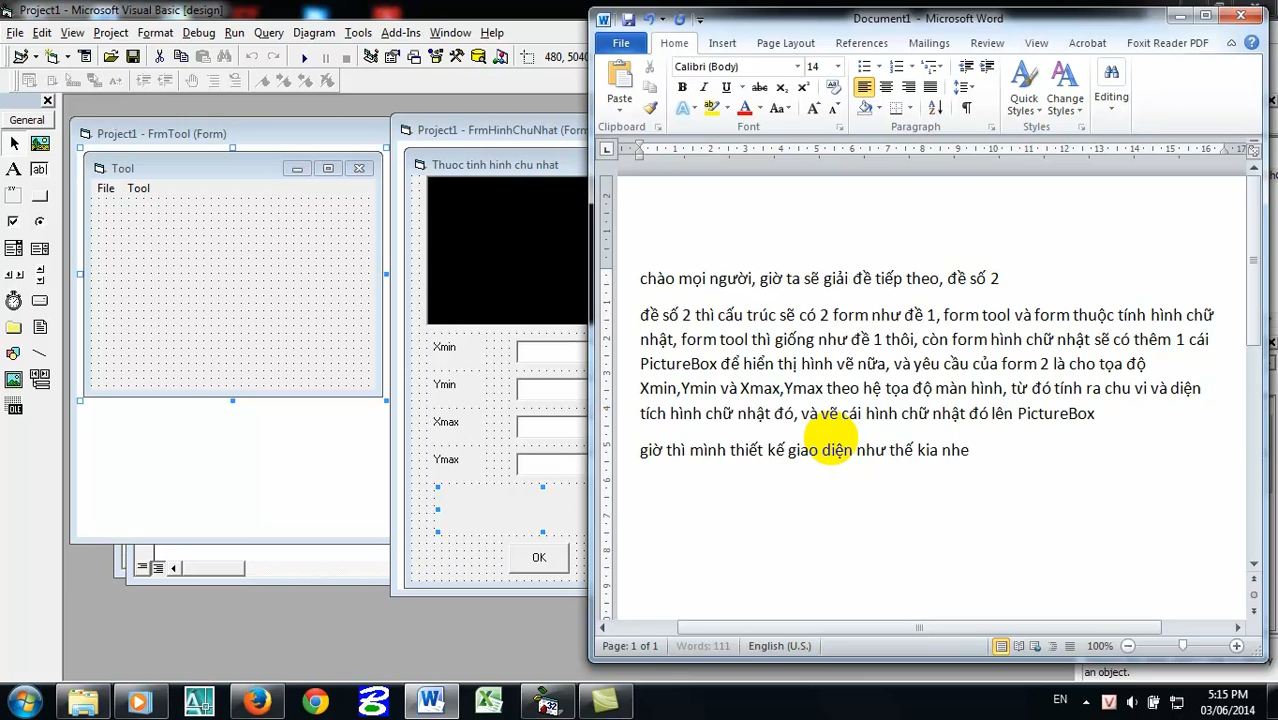 Project1 - Microsoft Visual Basic [design]
File Edit View Project Format Debug Run Query Diagram Tools Add-Ins Window Help
480, 5040
General
Project1 - FrmTool (Form)
Tool
File Tool
Project1 - FrmHinhChuNhat (Form
Thuoc tinh hinh chu nhat
Xmin
Ymin
Xmax
Ymax
OK
Document1 - Microsoft Word
File Home Insert Page Layout References Mailings Review View Acrobat Foxit Reader PDF
Calibri (Body) 14
Paste
Quick Styles
Change Styles
Editing
Clipboard Font Paragraph Styles
chào mọi người, giờ ta sẽ giải đề tiếp theo, đề số 2
đề số 2 thì cấu trúc sẽ có 2 form như đề 1, form tool và form thuộc tính hình chữ
nhật, form tool thì giống như đề 1 thôi, còn form hình chữ nhật sẽ có thêm 1 cái
PictureBox để hiển thị hình vẽ nữa, và yêu cầu của form 2 là cho tọa độ
Xmin,Ymin và Xmax,Ymax theo hệ tọa độ màn hình, từ đó tính ra chu vi và diện
tích hình chữ nhật đó, và vẽ cái hình chữ nhật đó lên PictureBox
giờ thì mình thiết kế giao diện như thế kia nhe
Page: 1 of 1 Words: 111 English (U.S.) 100%
an object.
EN
5:15 PM
03/06/2014